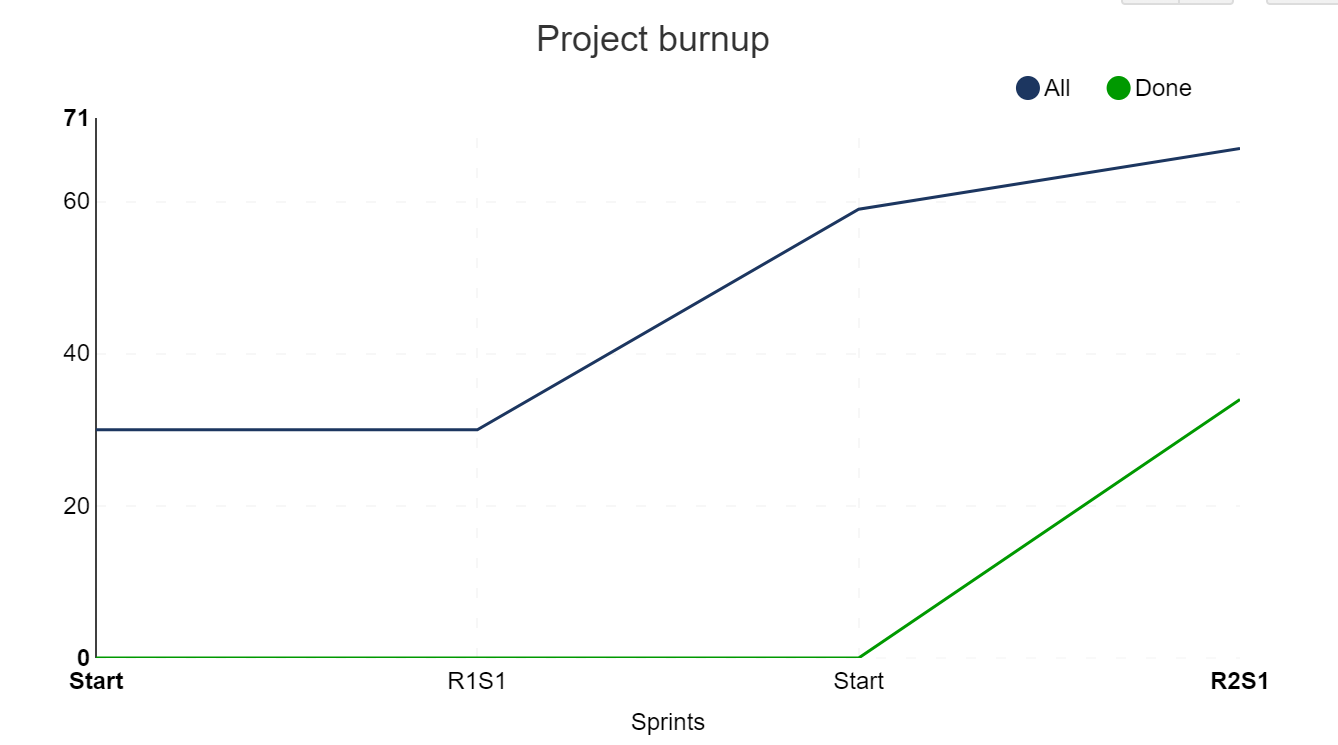 Project burnup
All Done
71
60
40
20
0
Start R1S1 Start R2S1
Sprints